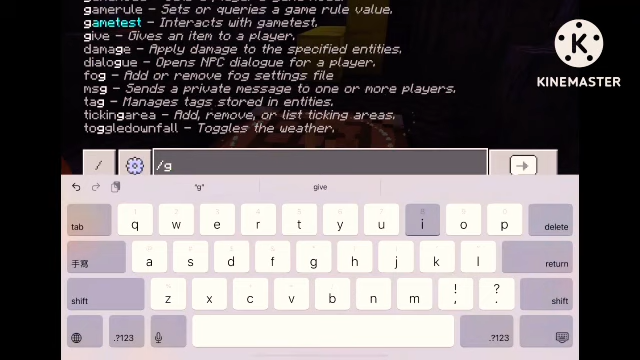 gamerule – Sets or queries a game rule value.
gametest – Interacts with gametest.
give – Gives an item to a player.
damage – Apply damage to the specified entities.
dialogue – Opens NPC dialogue for a player.
fog – Add or remove fog settings file
msg – Sends a private message to one or more players.
tag – Manages tags stored in entities.
tickingarea – Add, remove, or list ticking areas.
toggledownfall – Toggles the weather.
K
KINEMASTER
/ /g
"g" give
tab q w e r t y u i o p delete
手寫 a s d f g h j k l return
shift z x c v b n m ! , ? . shift
.?123 .?123